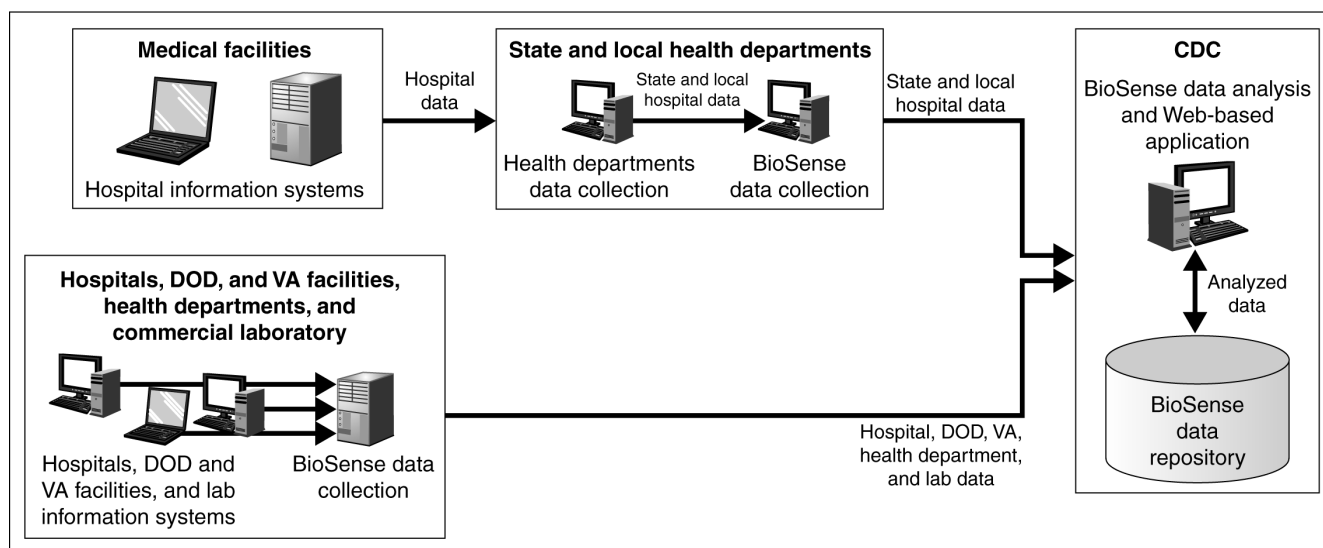 Medical facilities
Hospital information systems
Hospital
data
State and local health departments
State and local
hospital data
Health departments
data collection
BioSense
data collection
State and local
hospital data
CDC
BioSense data analysis
and Web-based
application
Analyzed
data
BioSense
data
repository
Hospitals, DOD, and VA facilities,
health departments, and
commercial laboratory
Hospitals, DOD and
VA facilities, and lab
information systems
BioSense data
collection
Hospital, DOD, VA,
health department,
and lab data